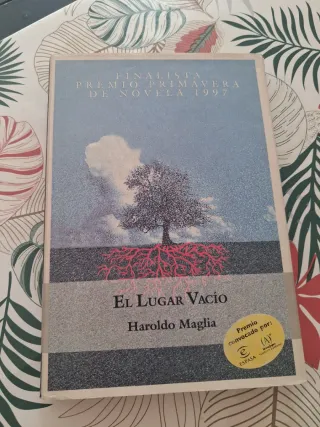 FINALISTA
PREMIO PRIMAVERA
DE NOVELA 1997
EL LUGAR VACÍO
Haroldo Maglia
Premio
convocado por:
ESPASA